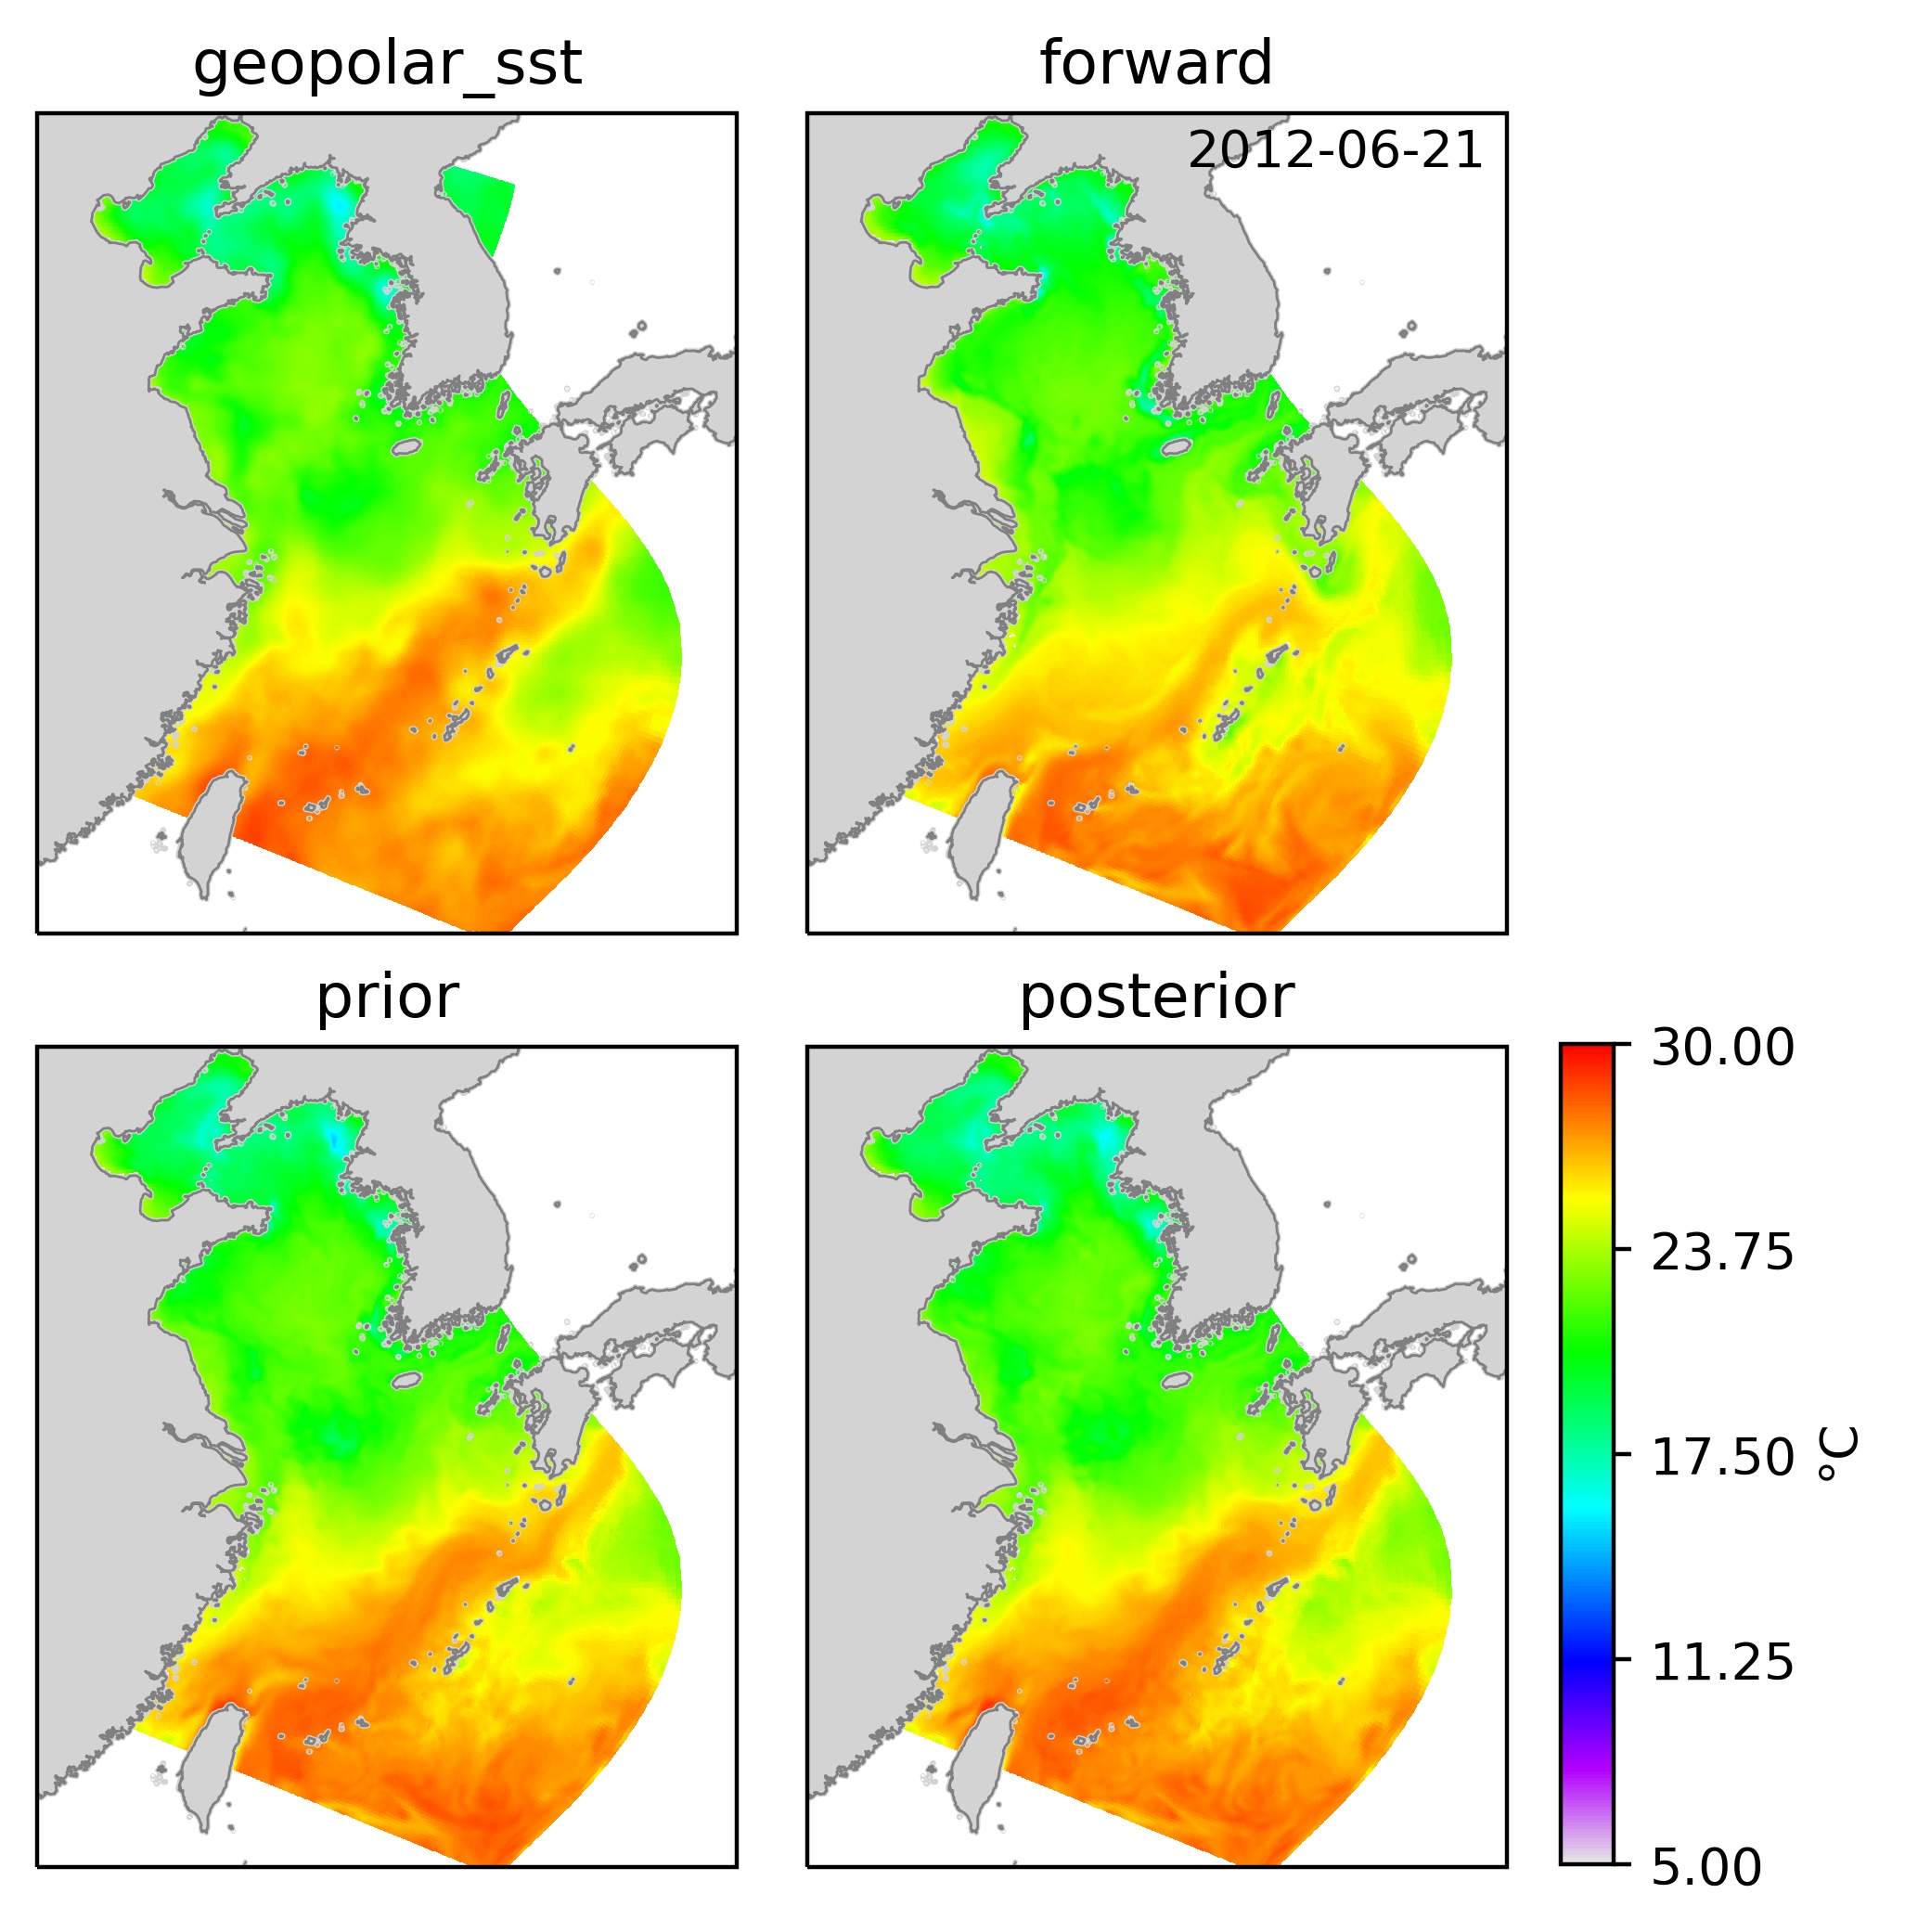 geopolar_sst
forward
2012-06-21
prior
posterior
30.00
23.75
17.50
11.25
5.00
°C